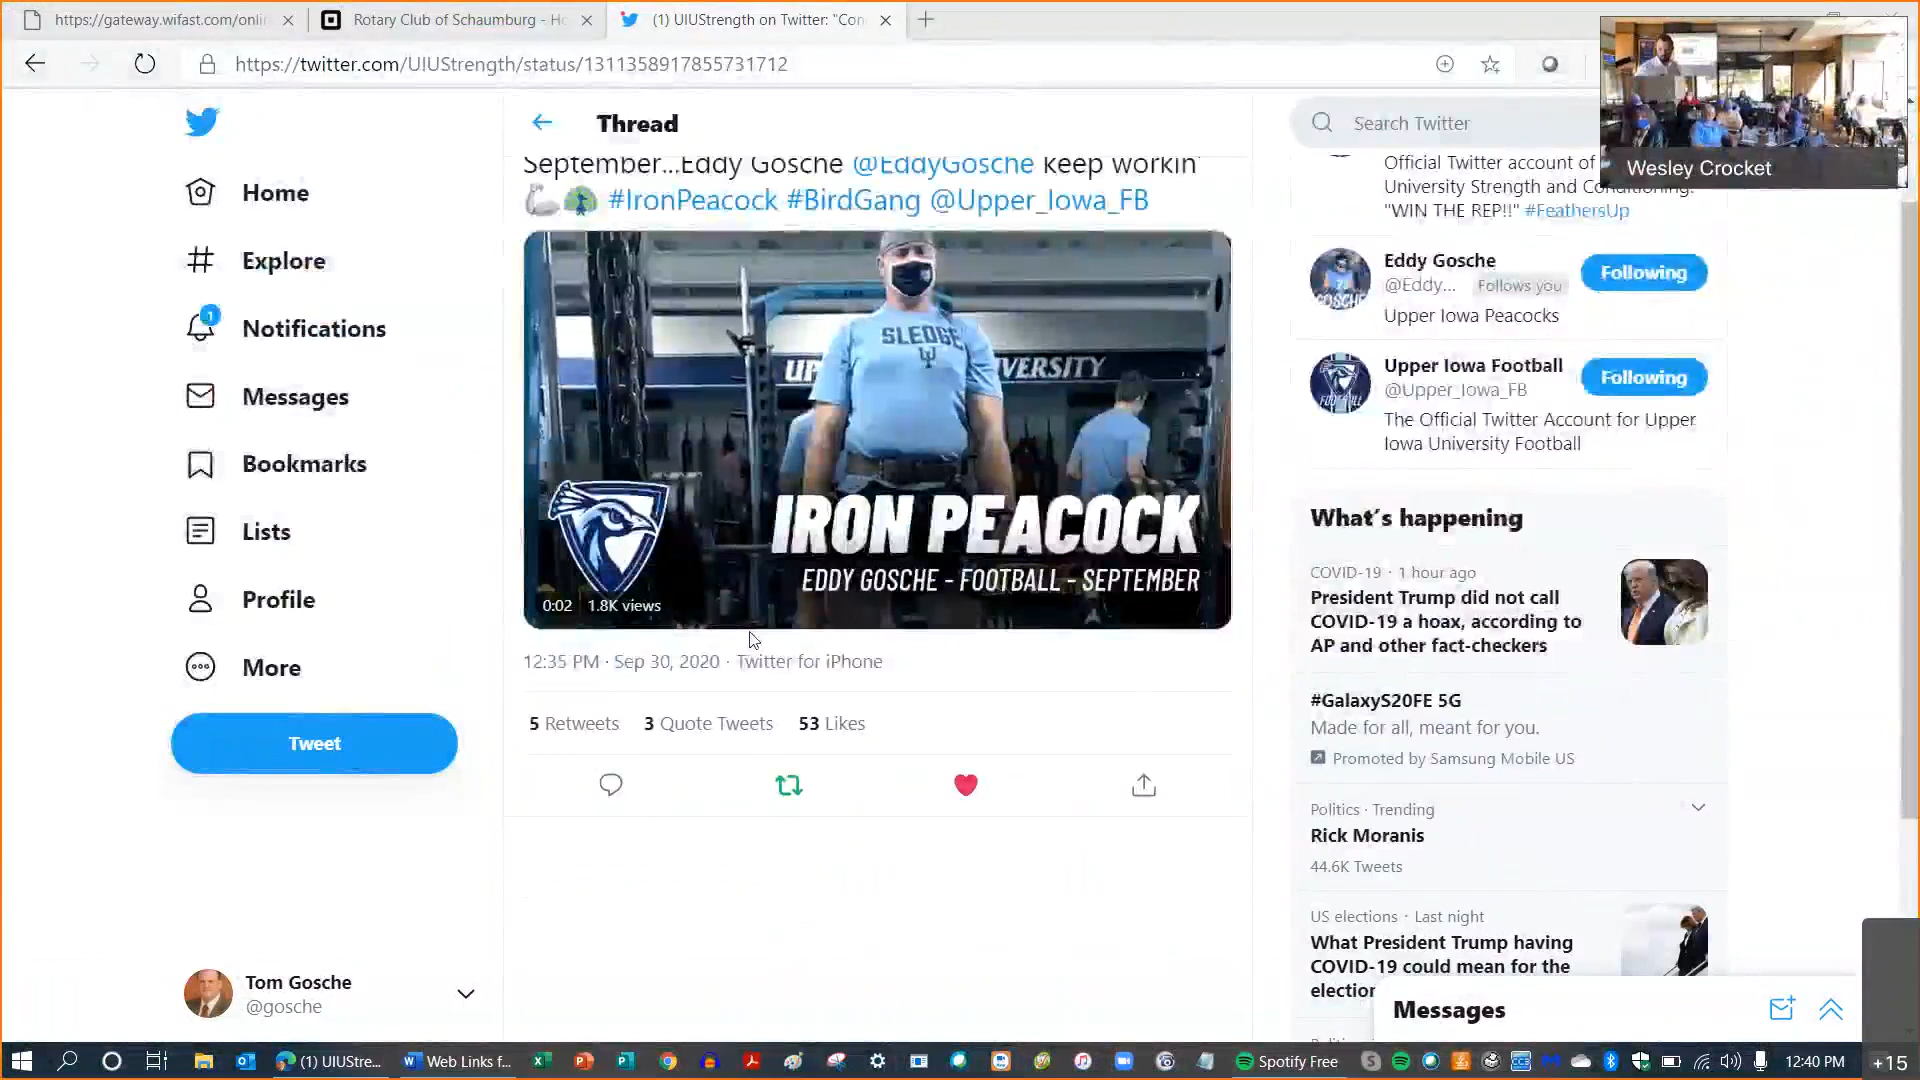 https://gateway.wifast.com/onli
Rotary Club of Schaumburg - H
(1) UIUStrength on Twitter: "Con
https://twitter.com/UIUStrength/status/1311358917855731712
Wesley Crocket
Home
Explore
1
Notifications
Messages
Bookmarks
Lists
Profile
More
Tweet
Tom Gosche
@gosche
Thread
September...Eddy Gosche @EddyGosche keep workin'
#IronPeacock #BirdGang @Upper_Iowa_FB
SLEDGE
UP
VERSITY
IRON PEACOCK
EDDY GOSCHE - FOOTBALL - SEPTEMBER
0:02 1.8K views
12:35 PM · Sep 30, 2020 · Twitter for iPhone
5 Retweets 3 Quote Tweets 53 Likes
Search Twitter
Official Twitter account of
University Strength and Conditioning.
"WIN THE REP!!" #FeathersUp
GOSCHE
Eddy Gosche
@Eddy... Follows you
Following
Upper Iowa Peacocks
FOOTBALL
Upper Iowa Football
@Upper_Iowa_FB
Following
The Official Twitter Account for Upper
Iowa University Football
What's happening
COVID-19 · 1 hour ago
President Trump did not call
COVID-19 a hoax, according to
AP and other fact-checkers
#GalaxyS20FE 5G
Made for all, meant for you.
Promoted by Samsung Mobile US
Politics · Trending
Rick Moranis
44.6K Tweets
US elections · Last night
What President Trump having
COVID-19 could mean for the
election
Messages
(1) UIUStre...
Web Links f...
Spotify Free
12:40 PM
+15